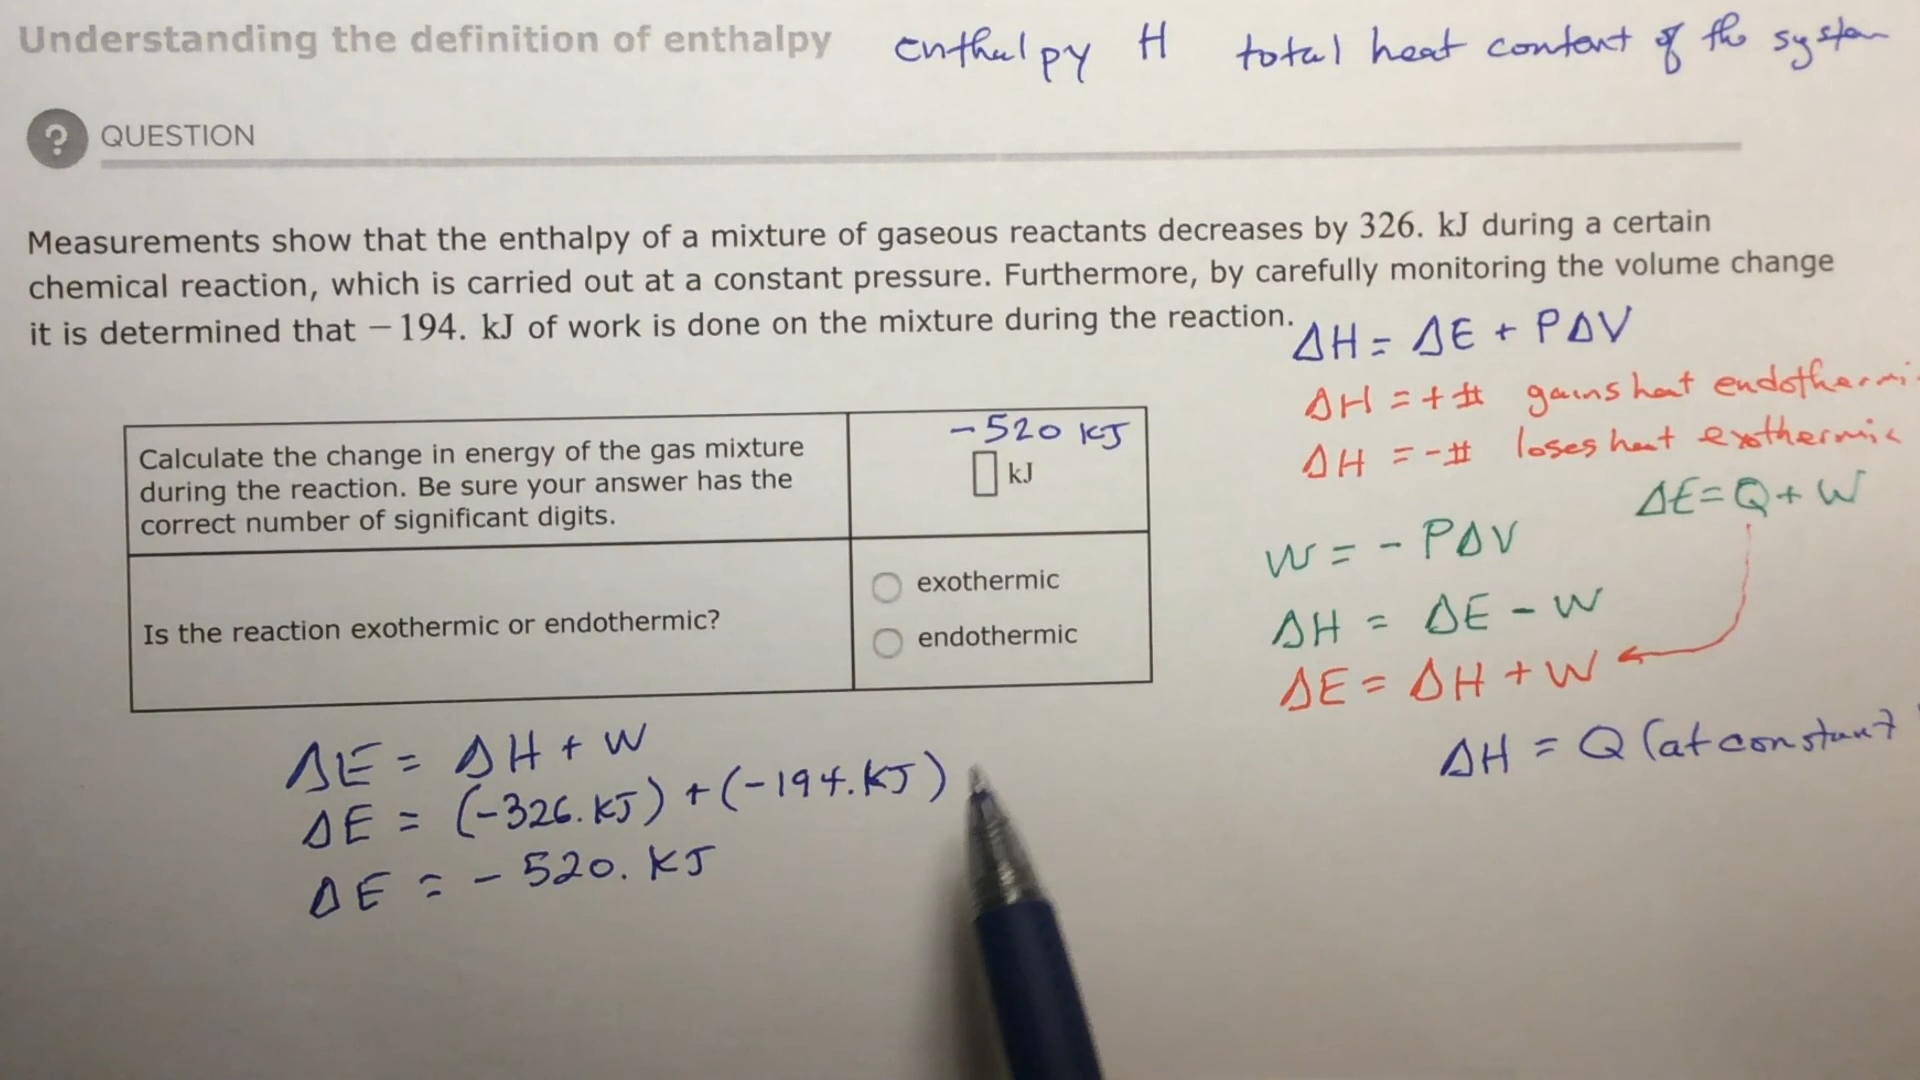 Understanding the definition of enthalpy
enthalpy H total heat content of the system
? QUESTION
Measurements show that the enthalpy of a mixture of gaseous reactants decreases by 326. kJ during a certain
chemical reaction, which is carried out at a constant pressure. Furthermore, by carefully monitoring the volume change
it is determined that −194. kJ of work is done on the mixture during the reaction.
ΔH = ΔE + PΔV
ΔH = +# gains heat endothermi
ΔH = -# loses heat exothermic
ΔE = Q + W
W = - PΔV
ΔH = ΔE - W
ΔE = ΔH + W
ΔH = Q (at constant
Calculate the change in energy of the gas mixture
during the reaction. Be sure your answer has the
correct number of significant digits.
-520 KJ
kJ
Is the reaction exothermic or endothermic?
exothermic
endothermic
ΔE = ΔH + W
ΔE = (-326. KJ) + (-194. KJ)
ΔE = - 520. KJ